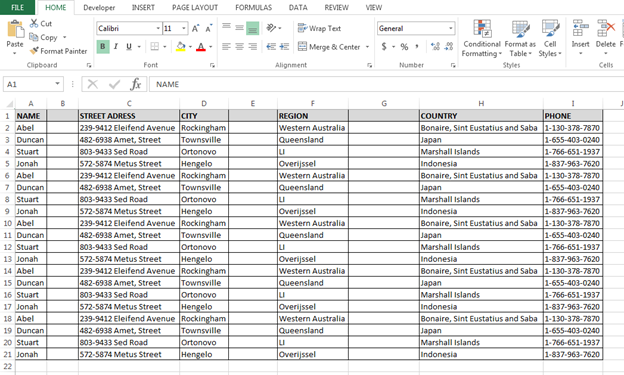 FILE HOME Developer INSERT PAGE LAYOUT FORMULAS DATA REVIEW VIEW
Cut Calibri 11 Wrap Text General
Copy
Paste Format Painter B I U Merge & Center $ % Conditional Formatting Format as Table Cell Styles Insert Delete F
Clipboard Font Alignment Number Styles Cells
A1 fx NAME
A B C D E F G H I J
1 NAME STREET ADRESS CITY REGION COUNTRY PHONE
2 Abel 239-9412 Eleifend Avenue Rockingham Western Australia Bonaire, Sint Eustatius and Saba 1-130-378-7870
3 Duncan 482-6938 Amet, Street Townsville Queensland Japan 1-655-403-0240
4 Stuart 803-9433 Sed Road Ortonovo LI Marshall Islands 1-766-651-1937
5 Jonah 572-5874 Metus Street Hengelo Overijssel Indonesia 1-837-963-7620
6 Abel 239-9412 Eleifend Avenue Rockingham Western Australia Bonaire, Sint Eustatius and Saba 1-130-378-7870
7 Duncan 482-6938 Amet, Street Townsville Queensland Japan 1-655-403-0240
8 Stuart 803-9433 Sed Road Ortonovo LI Marshall Islands 1-766-651-1937
9 Jonah 572-5874 Metus Street Hengelo Overijssel Indonesia 1-837-963-7620
10 Abel 239-9412 Eleifend Avenue Rockingham Western Australia Bonaire, Sint Eustatius and Saba 1-130-378-7870
11 Duncan 482-6938 Amet, Street Townsville Queensland Japan 1-655-403-0240
12 Stuart 803-9433 Sed Road Ortonovo LI Marshall Islands 1-766-651-1937
13 Jonah 572-5874 Metus Street Hengelo Overijssel Indonesia 1-837-963-7620
14 Abel 239-9412 Eleifend Avenue Rockingham Western Australia Bonaire, Sint Eustatius and Saba 1-130-378-7870
15 Duncan 482-6938 Amet, Street Townsville Queensland Japan 1-655-403-0240
16 Stuart 803-9433 Sed Road Ortonovo LI Marshall Islands 1-766-651-1937
17 Jonah 572-5874 Metus Street Hengelo Overijssel Indonesia 1-837-963-7620
18 Abel 239-9412 Eleifend Avenue Rockingham Western Australia Bonaire, Sint Eustatius and Saba 1-130-378-7870
19 Duncan 482-6938 Amet, Street Townsville Queensland Japan 1-655-403-0240
20 Stuart 803-9433 Sed Road Ortonovo LI Marshall Islands 1-766-651-1937
21 Jonah 572-5874 Metus Street Hengelo Overijssel Indonesia 1-837-963-7620
22